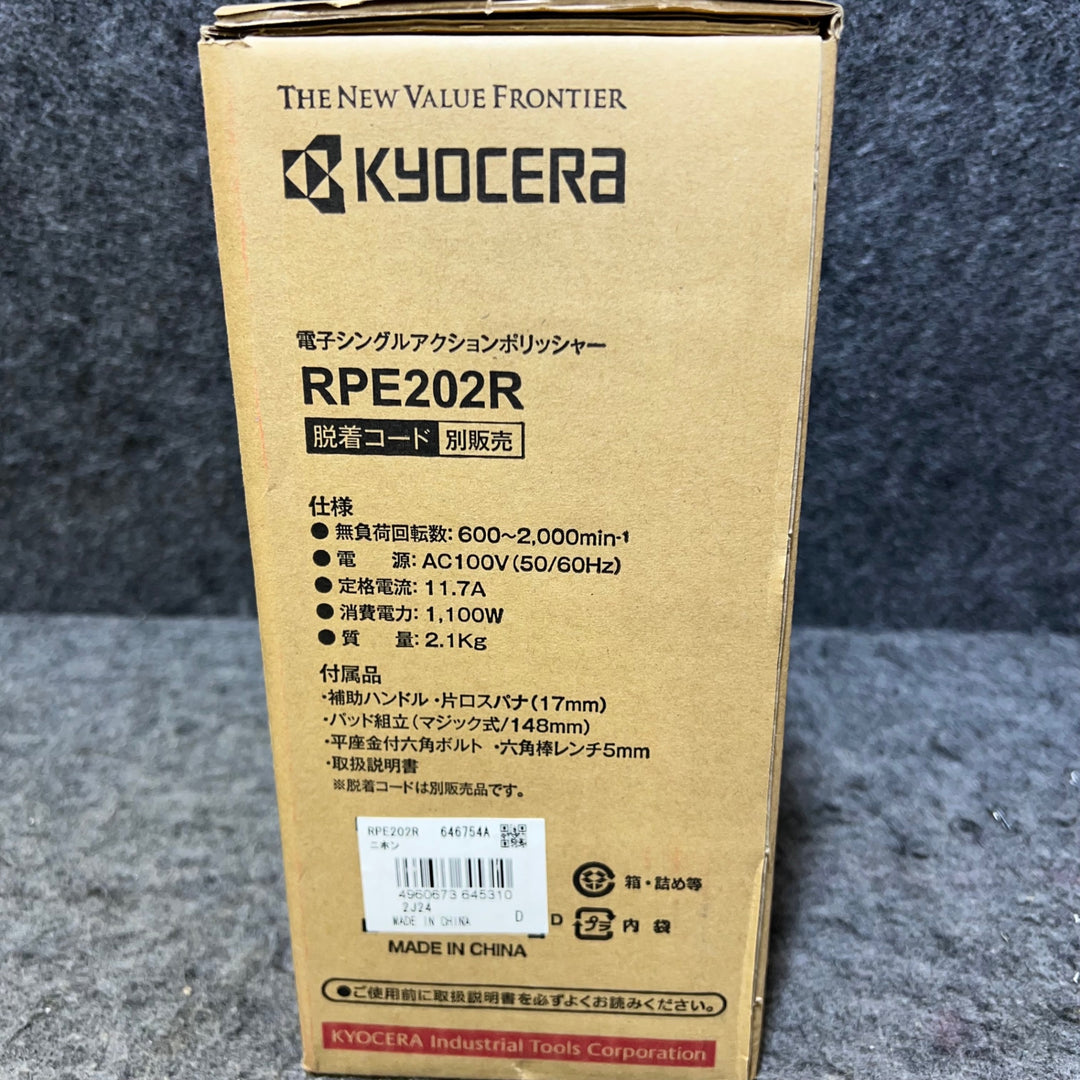 THE NEW VALUE FRONTIER
KYOCERA
電子シングルアクションポリッシャー
RPE202R
脱着コード 別販売
仕様
● 無負荷回転数: 600~2,000min-1
● 電 源: AC100V(50/60Hz)
● 定格電流: 11.7A
● 消費電力: 1,100W
● 質 量: 2.1Kg
付属品
・補助ハンドル ・片口スパナ(17mm)
・パッド組立(マジック式/148mm)
・平座金付六角ボルト ・六角棒レンチ5mm
・取扱説明書
※脱着コードは別販売品です。
RPE202R 646754A
ニホン
4960673 645310
2J24
MADE IN CHINA D
D
箱・詰め等
プラ 内 袋
MADE IN CHINA
●ご使用前に取扱説明書を必ずよくお読みください。
KYOCERA Industrial Tools Corporation